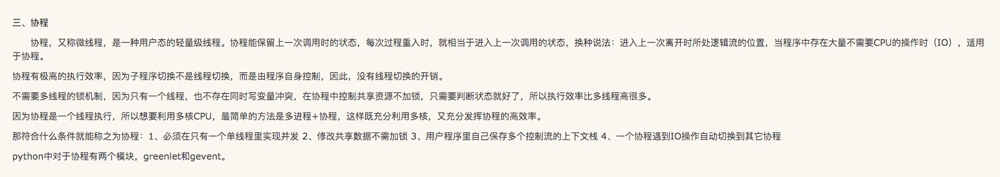 三、协程
协程，又称微线程，是一种用户态的轻量级线程。协程能保留上一次调用时的状态，每次过程重入时，就相当于进入上一次调用的状态，换种说法：进入上一次离开时所处逻辑流的位置，当程序中存在大量不需要CPU的操作时（IO），适用
于协程。
协程有极高的执行效率，因为子程序切换不是线程切换，而是由程序自身控制，因此，没有线程切换的开销。
不需要多线程的锁机制，因为只有一个线程，也不存在同时写变量冲突，在协程中控制共享资源不加锁，只需要判断状态就好了，所以执行效率比多线程高很多。
因为协程是一个线程执行，所以想要利用多核CPU，最简单的方法是多进程+协程，这样既充分利用多核，又充分发挥协程的高效率。
那符合什么条件就能称之为协程：1、必须在只有一个单线程里实现并发 2、修改共享数据不需加锁 3、用户程序里自己保存多个控制流的上下文栈 4、一个协程遇到IO操作自动切换到其它协程
python中对于协程有两个模块，greenlet和gevent。